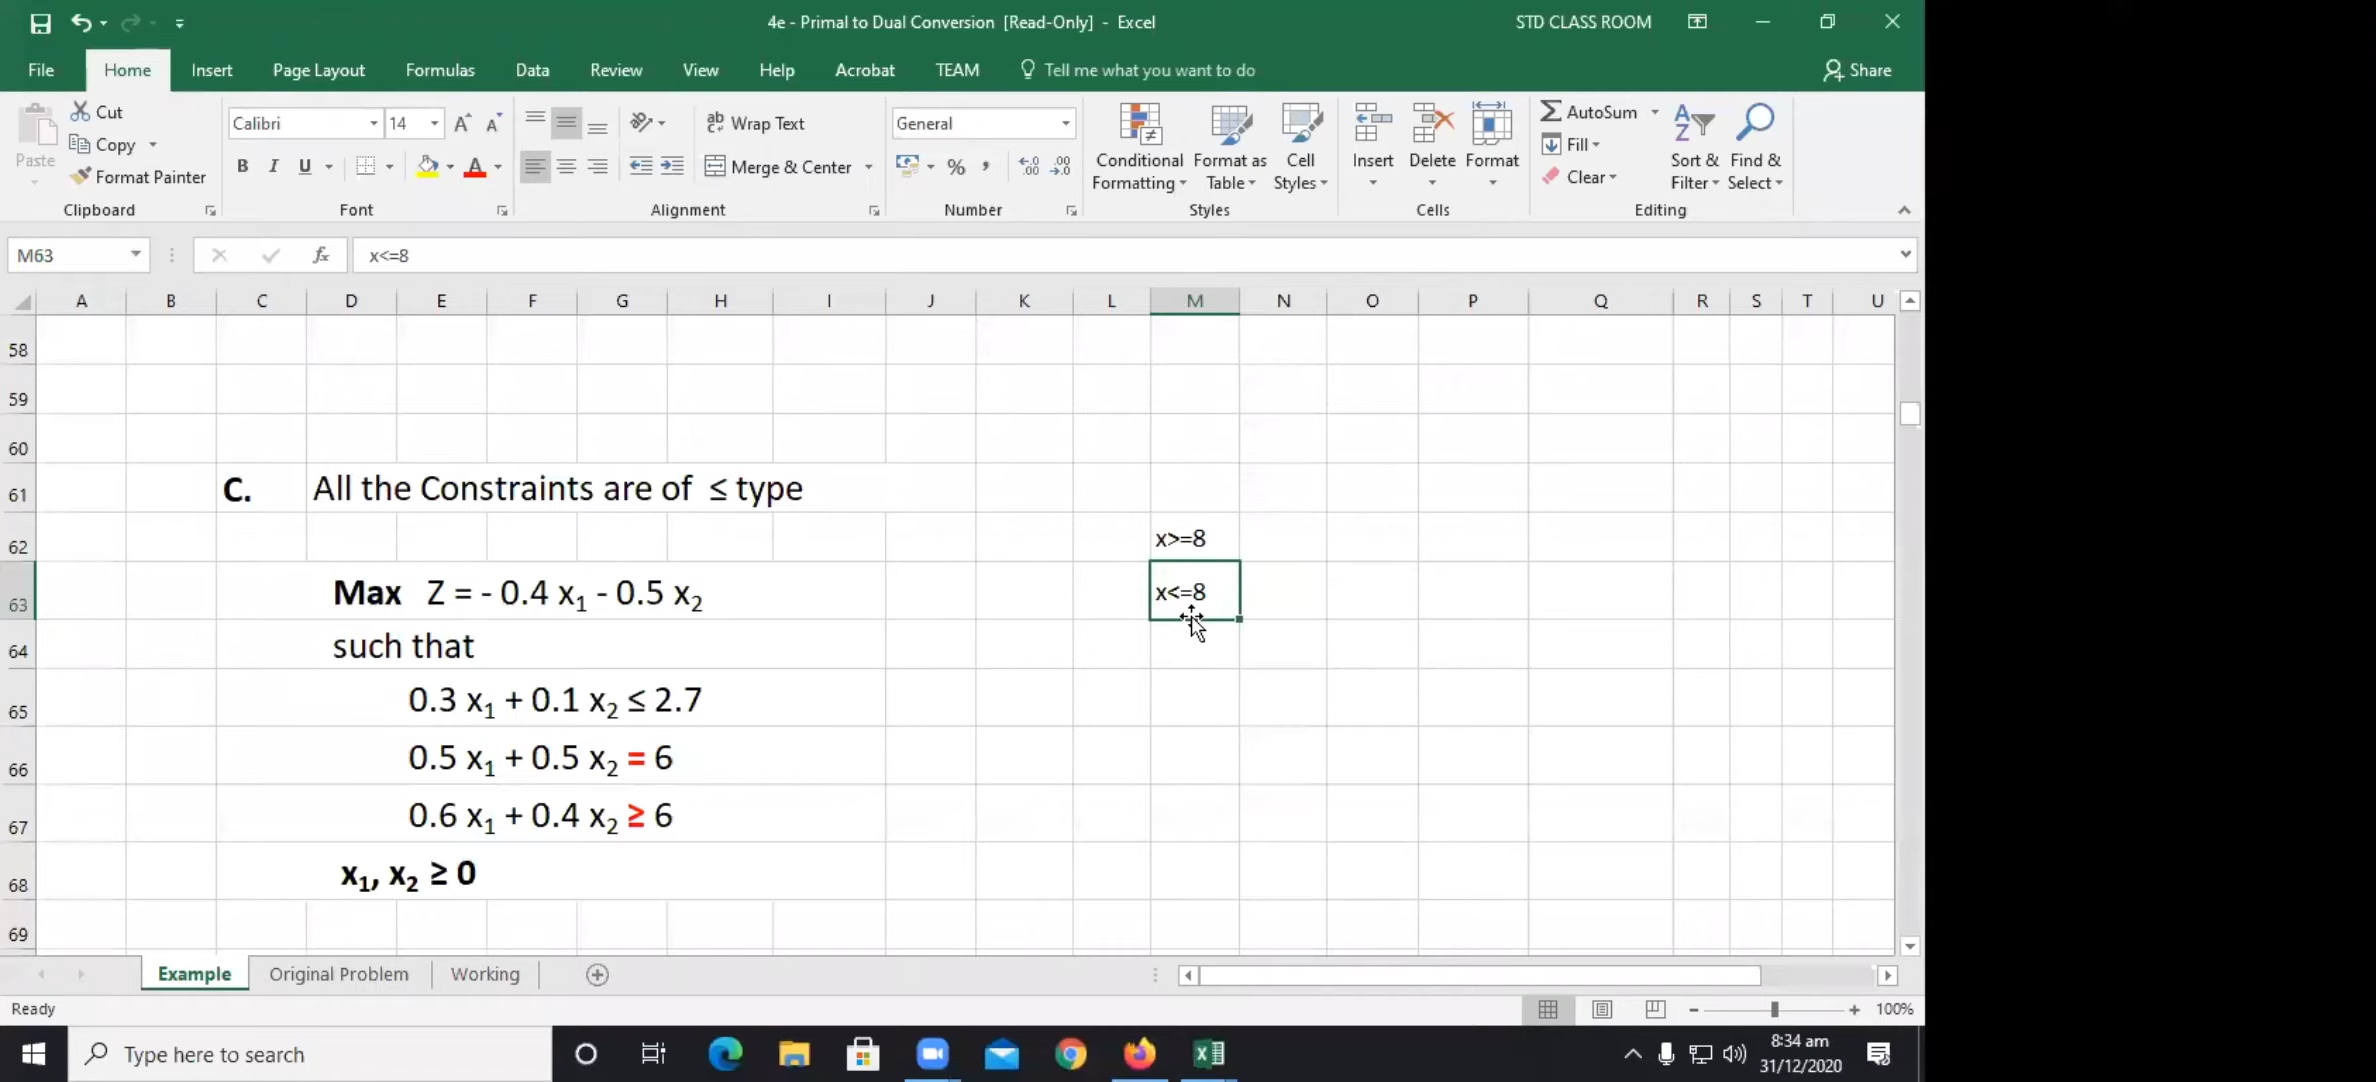 4e - Primal to Dual Conversion [Read-Only] - Excel
STD CLASS ROOM
File Home Insert Page Layout Formulas Data Review View Help Acrobat TEAM Tell me what you want to do Share
Paste
Cut
Copy
Format Painter
Clipboard
Calibri 14
B I U
Font
Wrap Text
Merge & Center
Alignment
General
%
Number
Conditional Formatting
Format as Table
Cell Styles
Styles
Insert
Delete
Format
Cells
AutoSum
Fill
Clear
Sort & Filter
Find & Select
Editing
M63 fx x<=8
A B C D E F G H I J K L M N O P Q R S T U
58
59
60
61 C. All the Constraints are of ≤ type
62 x>=8
63 Max Z = - 0.4 x₁ - 0.5 x₂ x<=8
64 such that
65 0.3 x₁ + 0.1 x₂ ≤ 2.7
66 0.5 x₁ + 0.5 x₂ = 6
67 0.6 x₁ + 0.4 x₂ ≥ 6
68 x₁, x₂ ≥ 0
69
Example Original Problem Working
Ready
100%
Type here to search
8:34 am
31/12/2020